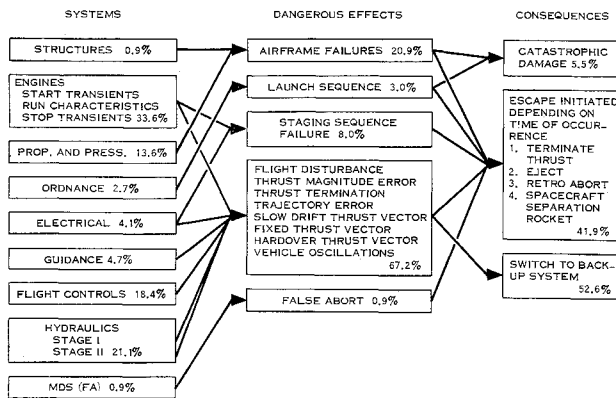 SYSTEMS
STRUCTURES 0.9%
ENGINES
START TRANSIENTS
RUN CHARACTERISTICS
STOP TRANSIENTS 33.6%
PROP. AND PRESS. 13.6%
ORDNANCE 2.7%
ELECTRICAL 4.1%
GUIDANCE 4.7%
FLIGHT CONTROLS 18.4%
HYDRAULICS
STAGE I
STAGE II 21.1%
MDS (FA) 0.9%
DANGEROUS EFFECTS
AIRFRAME FAILURES 20.9%
LAUNCH SEQUENCE 3.0%
STAGING SEQUENCE
FAILURE 8.0%
FLIGHT DISTURBANCE
THRUST MAGNITUDE ERROR
THRUST TERMINATION
TRAJECTORY ERROR
SLOW DRIFT THRUST VECTOR
FIXED THRUST VECTOR
HARDOVER THRUST VECTOR
VEHICLE OSCILLATIONS
67.2%
FALSE ABORT 0.9%
CONSEQUENCES
CATASTROPHIC
DAMAGE 5.5%
ESCAPE INITIATED
DEPENDING ON
TIME OF OCCUR-
RENCE
1. TERMINATE
THRUST
2. EJECT
3. RETRO ABORT
4. SPACECRAFT
SEPARATION
ROCKET
41.9%
SWITCH TO BACK-
UP SYSTEM
52.6%